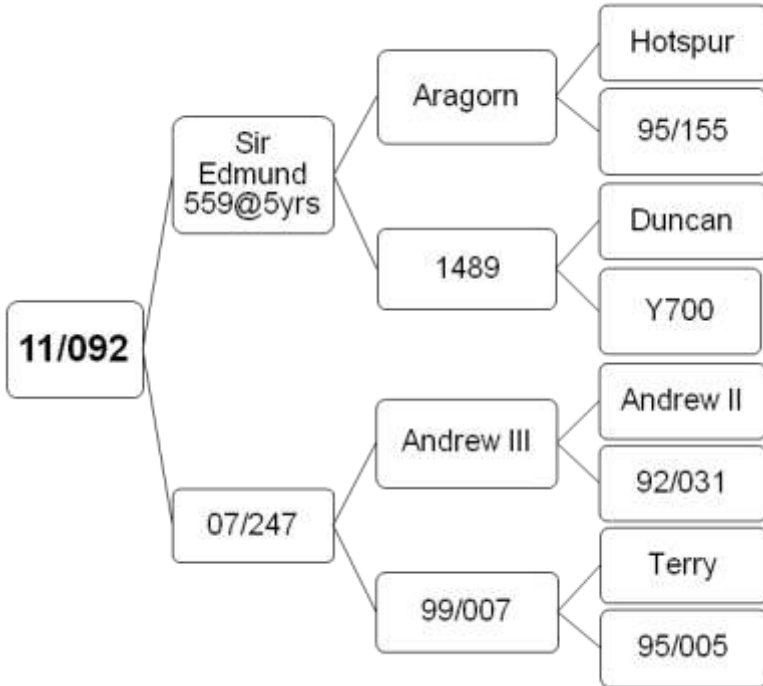 Hotspur
Aragorn
95/155
Sir
Edmund
559@5yrs
Duncan
1489
Y700
11/092
Andrew II
Andrew III
92/031
07/247
Terry
99/007
95/005